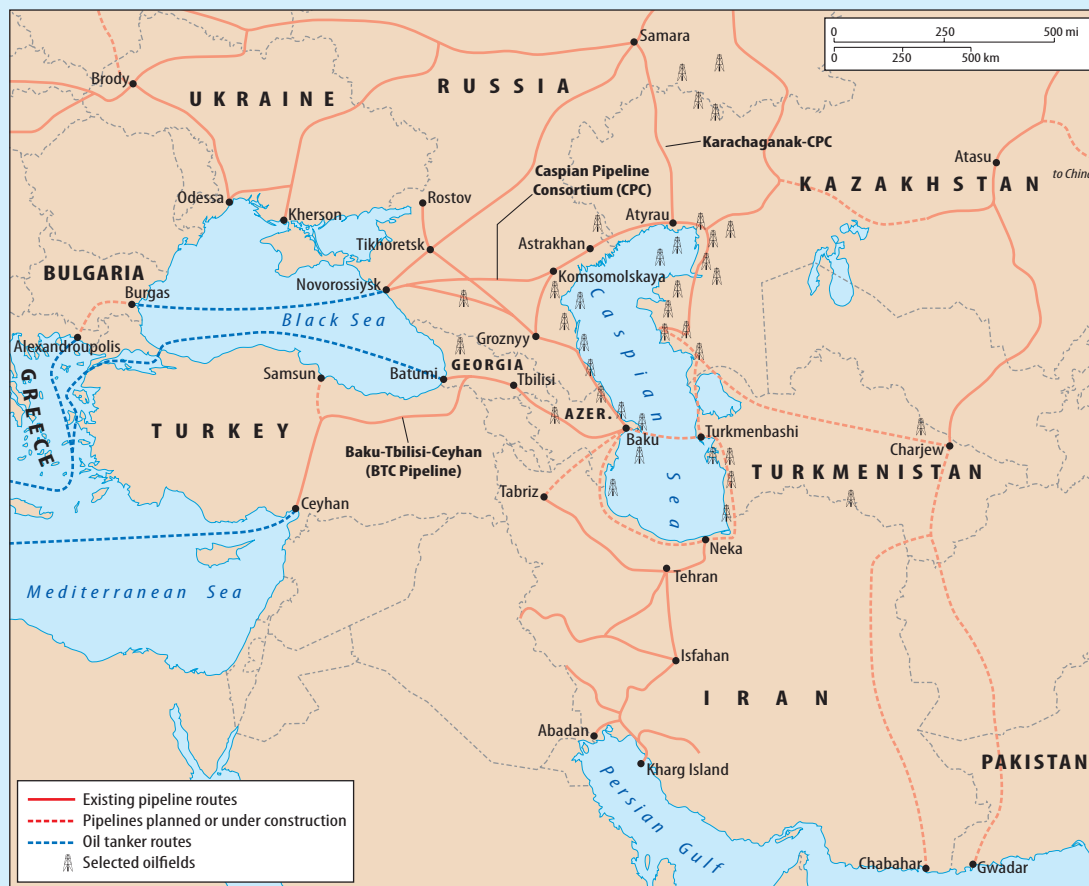 0 250 500 mi
0 250 500 km
Samara
Brody
UKRAINE
RUSSIA
Karachaganak-CPC
Atasu
to China
Caspian Pipeline
Consortium (CPC)
KAZAKHSTAN
Odessa
Rostov
Kherson
Atyrau
Tikhoretsk
Astrakhan
BULGARIA
Novorossiysk
Komsomolskaya
Burgas
Black Sea
Caspian Sea
Alexandroupolis
Groznyy
GEORGIA
Samsun
Batumi
Tbilisi
GREECE
AZER.
TURKEY
Baku
Turkmenbashi
Charjew
Baku-Tbilisi-Ceyhan
(BTC Pipeline)
TURKMENISTAN
Tabriz
Ceyhan
Neka
Tehran
Mediterranean Sea
Isfahan
IRAN
Abadan
Kharg Island
PAKISTAN
Persian Gulf
Chabahar
Gwadar
Existing pipeline routes
Pipelines planned or under construction
Oil tanker routes
Selected oilfields